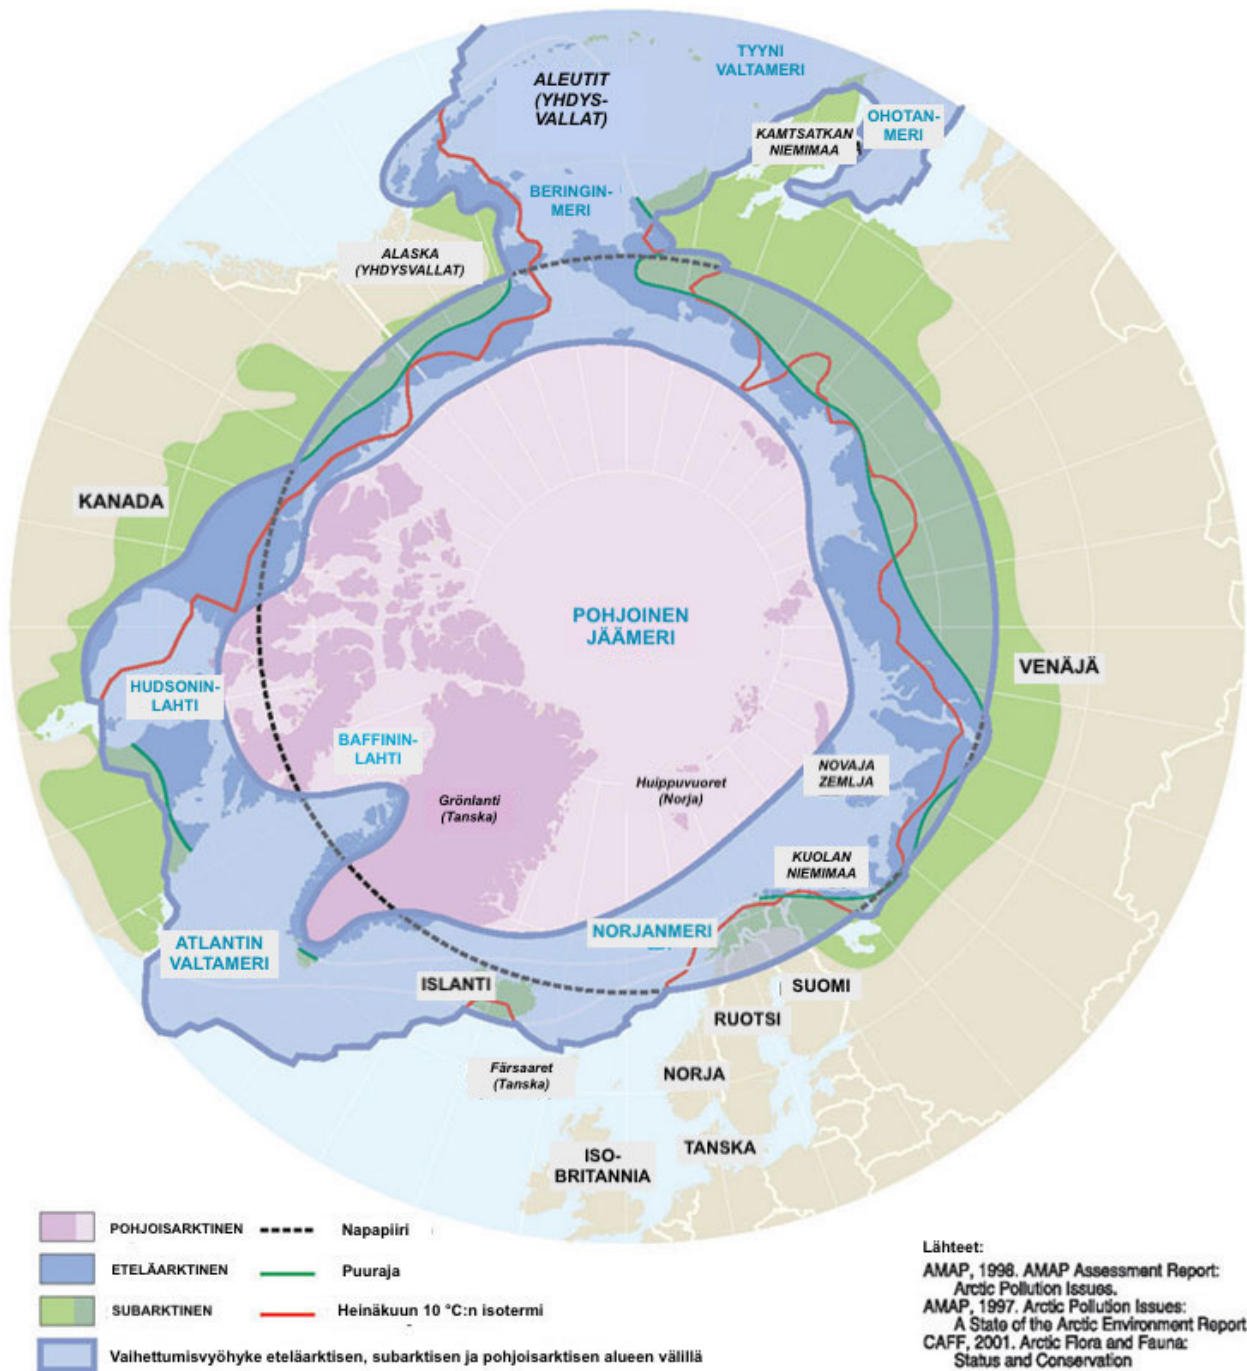 TYYNI
VALTAMERI
ALEUTIT
(YHDYS-
VALLAT)
OHOTAN-
MERI
KAMTSATKAN
NIEMIMAA
BERINGIN-
MERI
ALASKA
(YHDYSVALLAT)
KANADA
POHJOINEN
JÄÄMERI
VENÄJÄ
HUDSONIN-
LAHTI
BAFFININ-
LAHTI
NOVAJA
ZEMLJA
Huippuvuoret
(Norja)
Grönlanti
(Tanska)
KUOLAN
NIEMIMAA
NORJANMERI
ATLANTIN
VALTAMERI
ISLANTI
SUOMI
RUOTSI
Färsaaret
(Tanska)
NORJA
TANSKA
ISO-
BRITANNIA
POHJOISARKTINEN
Napapiiri
ETELÄARKTINEN
Puuraja
SUBARKTINEN
Heinäkuun 10 °C:n isotermi
Vaihettumisvyöhyke eteläarktisen, subarktisen ja pohjoisarktisen alueen välillä
Lähteet:
AMAP, 1998. AMAP Assessment Report:
Arctic Pollution Issues.
AMAP, 1997. Arctic Pollution Issues:
A State of the Arctic Environment Report
CAFF, 2001. Arctic Flora and Fauna:
Status and Conservation